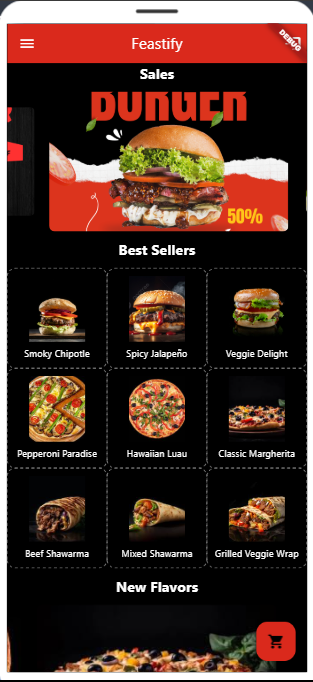 Feastify
DEBUG
Sales
BURGER
50%
Best Sellers
Smoky Chipotle
Spicy Jalapeño
Veggie Delight
Pepperoni Paradise
Hawaiian Luau
Classic Margherita
Beef Shawarma
Mixed Shawarma
Grilled Veggie Wrap
New Flavors